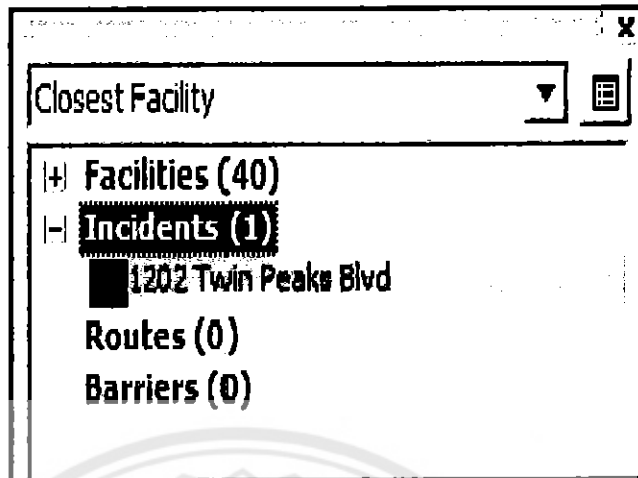 Closest Facility
Facilities (40)
Incidents (1)
1202 Twin Peaks Blvd
Routes (0)
Barriers (0)